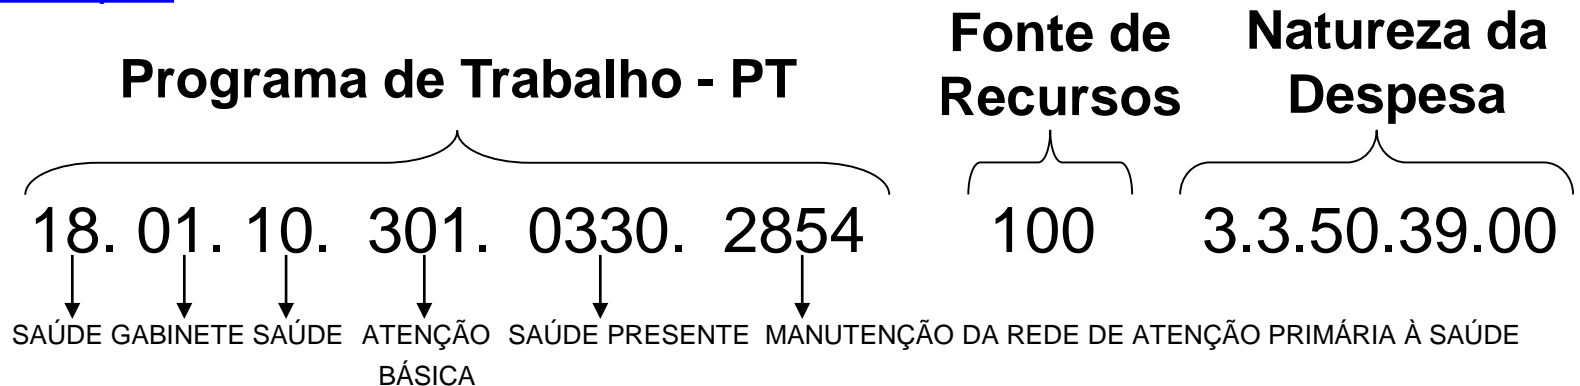 Programa de Trabalho - PT
Fonte de
Recursos
Natureza da
Despesa
18. 01. 10. 301. 0330. 2854 100 3.3.50.39.00
SAÚDE GABINETE SAÚDE ATENÇÃO BÁSICA SAÚDE PRESENTE MANUTENÇÃO DA REDE DE ATENÇÃO PRIMÁRIA À SAÚDE